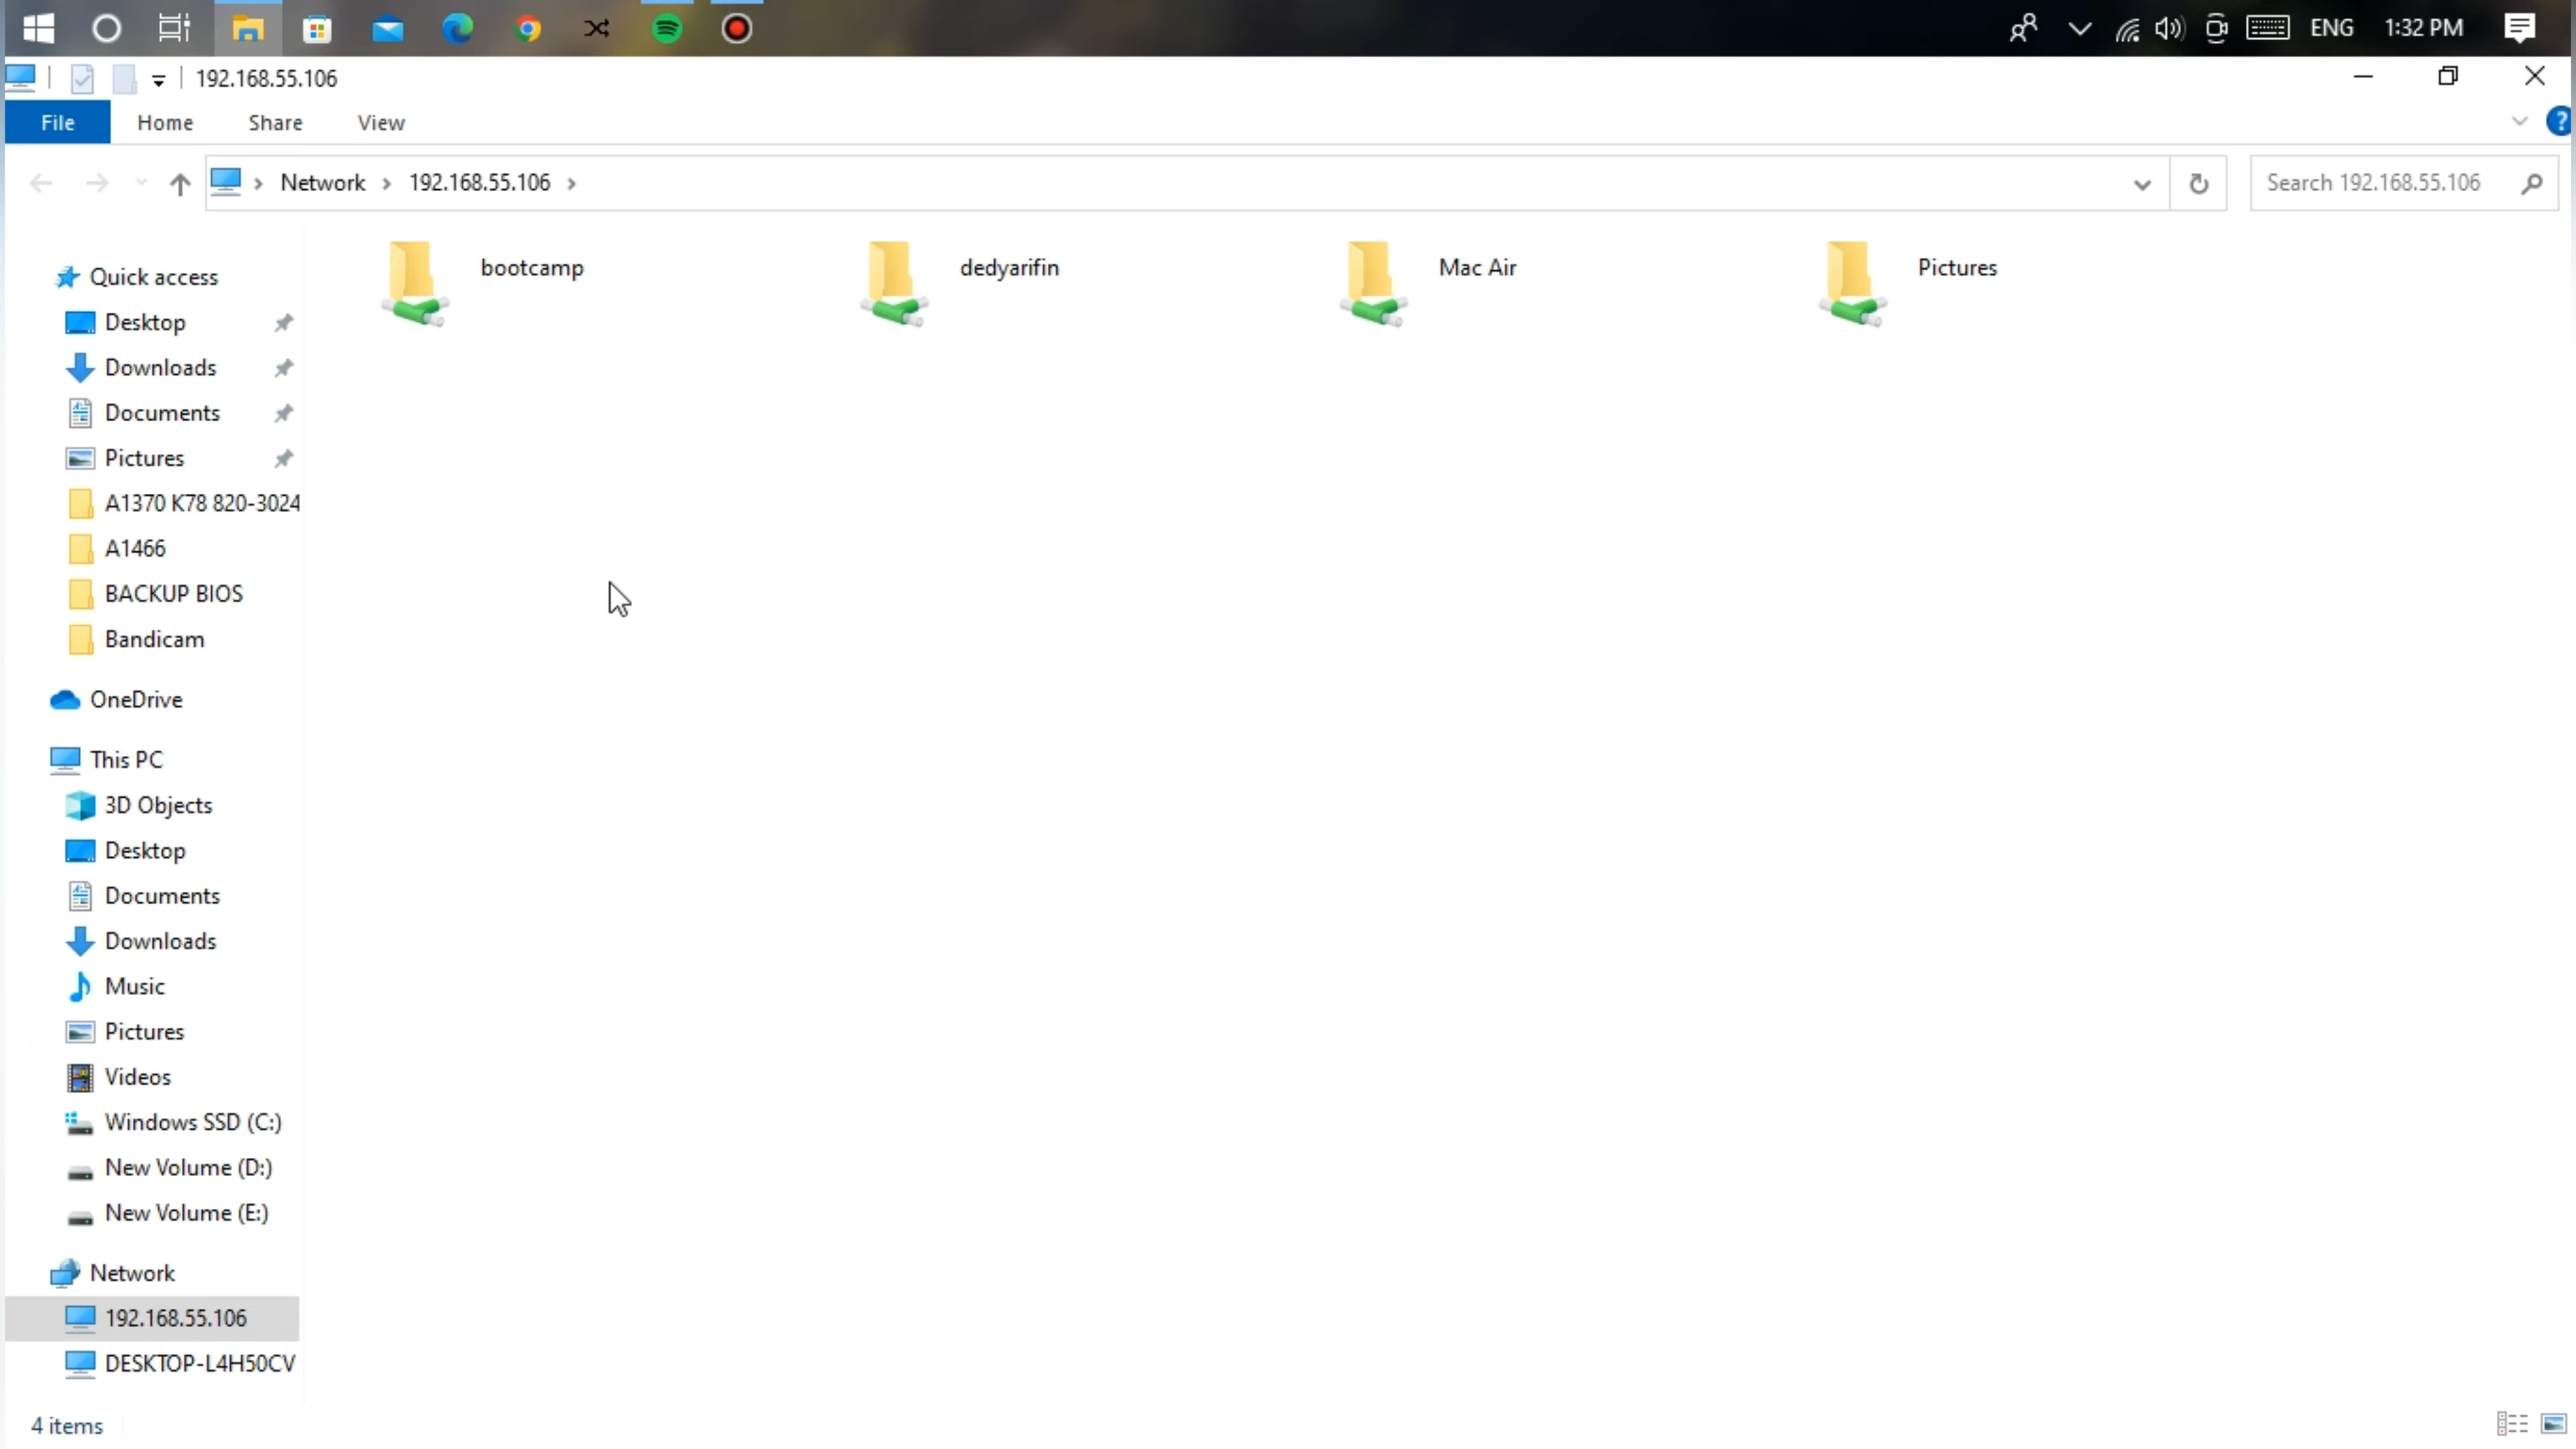 ENG 1:32 PM
192.168.55.106
File Home Share View
Network 192.168.55.106
Search 192.168.55.106
bootcamp
dedyarifin
Mac Air
Pictures
Quick access
Desktop
Downloads
Documents
Pictures
A1370 K78 820-3024
A1466
BACKUP BIOS
Bandicam
OneDrive
This PC
3D Objects
Desktop
Documents
Downloads
Music
Pictures
Videos
Windows SSD (C:)
New Volume (D:)
New Volume (E:)
Network
192.168.55.106
DESKTOP-L4H50CV
4 items